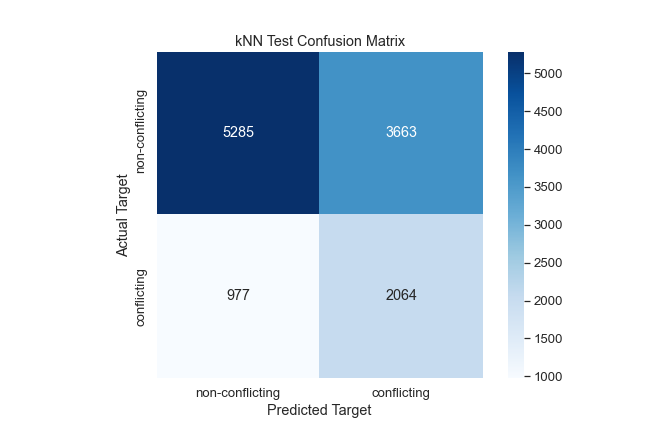 kNN Test Confusion Matrix
Actual Target
non-conflicting
conflicting
5285
3663
977
2064
non-conflicting
conflicting
Predicted Target
5000
4500
4000
3500
3000
2500
2000
1500
1000